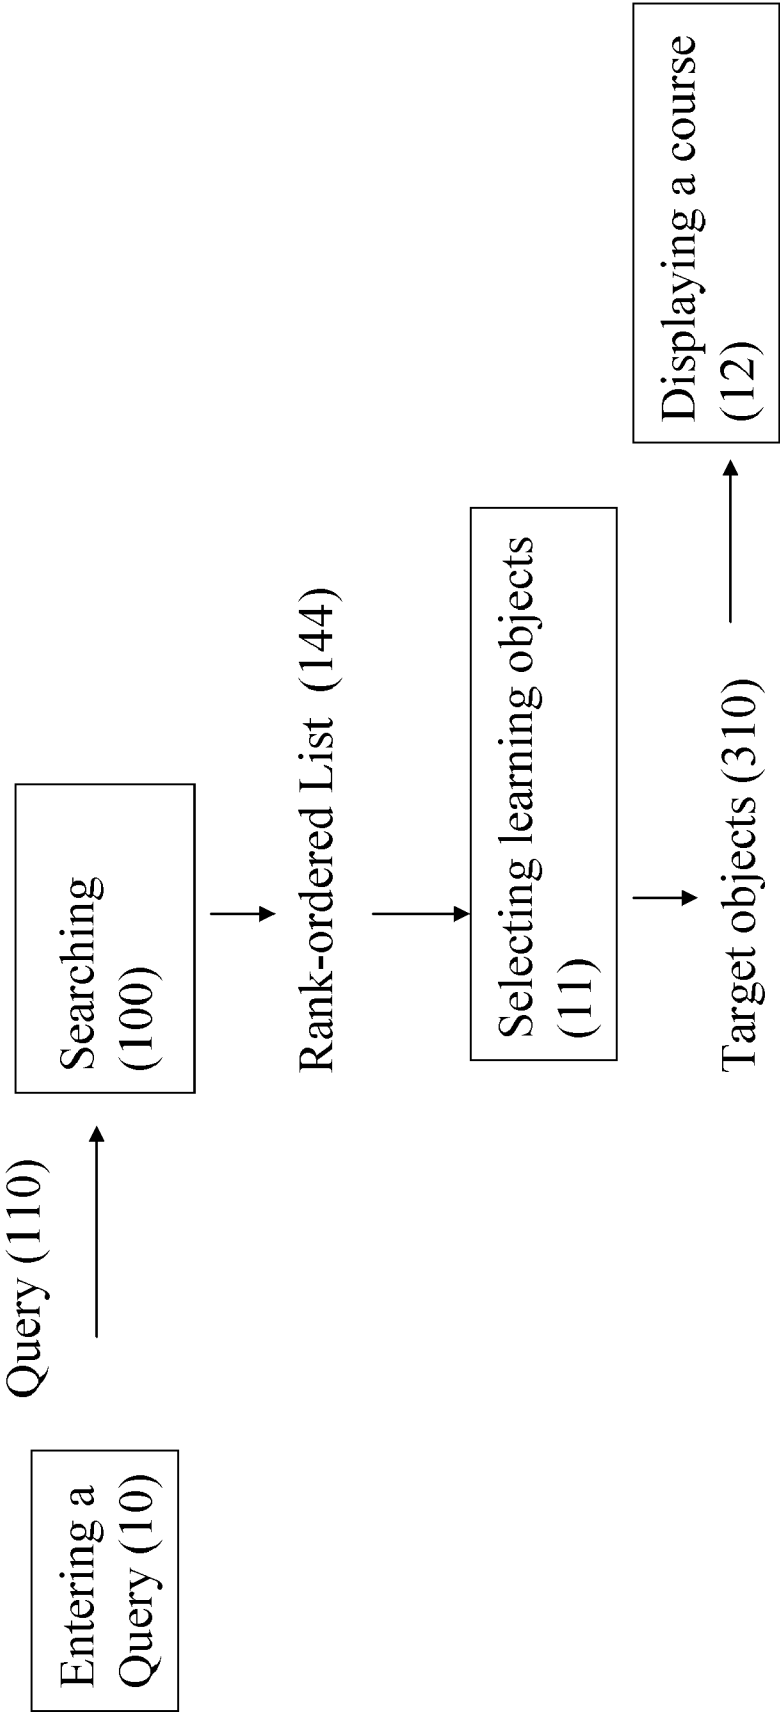 Entering a
Query (10)
Query (110)
Searching
(100)
Rank-ordered List (144)
Selecting learning objects
(11)
Target objects (310)
Displaying a course
(12)